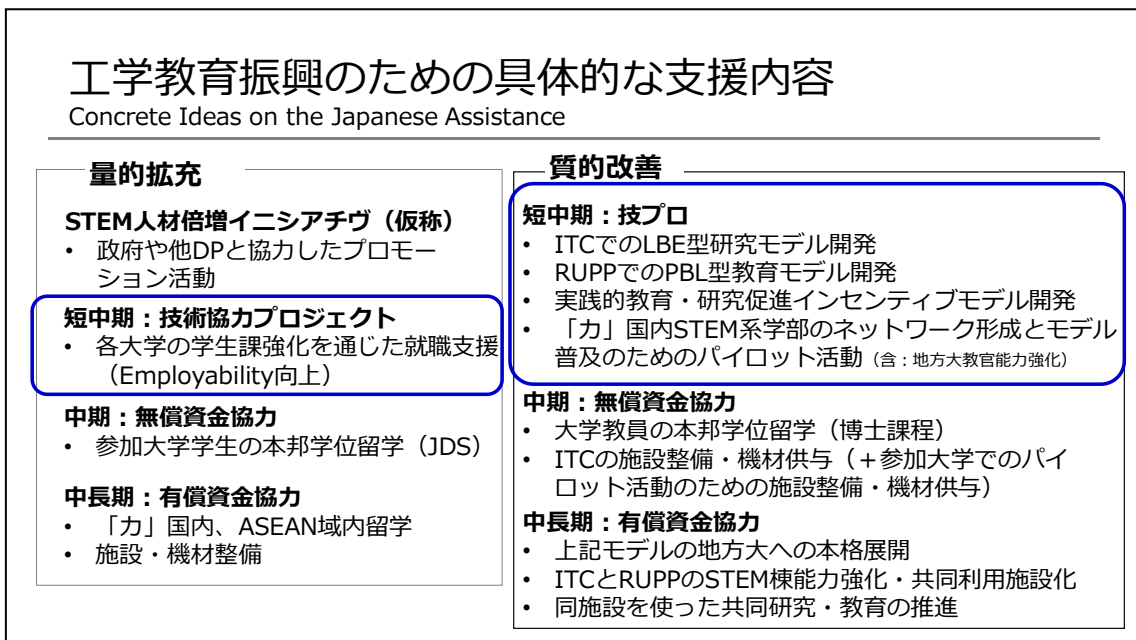 工学教育振興のための具体的な支援内容
Concrete Ideas on the Japanese Assistance
量的拡充
STEM人材倍増イニシアチヴ（仮称）
• 政府や他DPと協力したプロモー
ション活動
短中期：技術協力プロジェクト
• 各大学の学生課強化を通じた就職支援
（Employability向上）
中期：無償資金協力
• 参加大学学生の本邦学位留学（JDS）
中長期：有償資金協力
• 「カ」国内、ASEAN域内留学
• 施設・機材整備
質的改善
短中期：技プロ
• ITCでのLBE型研究モデル開発
• RUPPでのPBL型教育モデル開発
• 実践的教育・研究促進インセンティブモデル開発
• 「カ」国内STEM系学部のネットワーク形成とモデル
普及のためのパイロット活動（含：地方大教官能力強化）
中期：無償資金協力
• 大学教員の本邦学位留学（博士課程）
• ITCの施設整備・機材供与（＋参加大学でのパイ
ロット活動のための施設整備・機材供与）
中長期：有償資金協力
• 上記モデルの地方大への本格展開
• ITCとRUPPのSTEM棟能力強化・共同利用施設化
• 同施設を使った共同研究・教育の推進